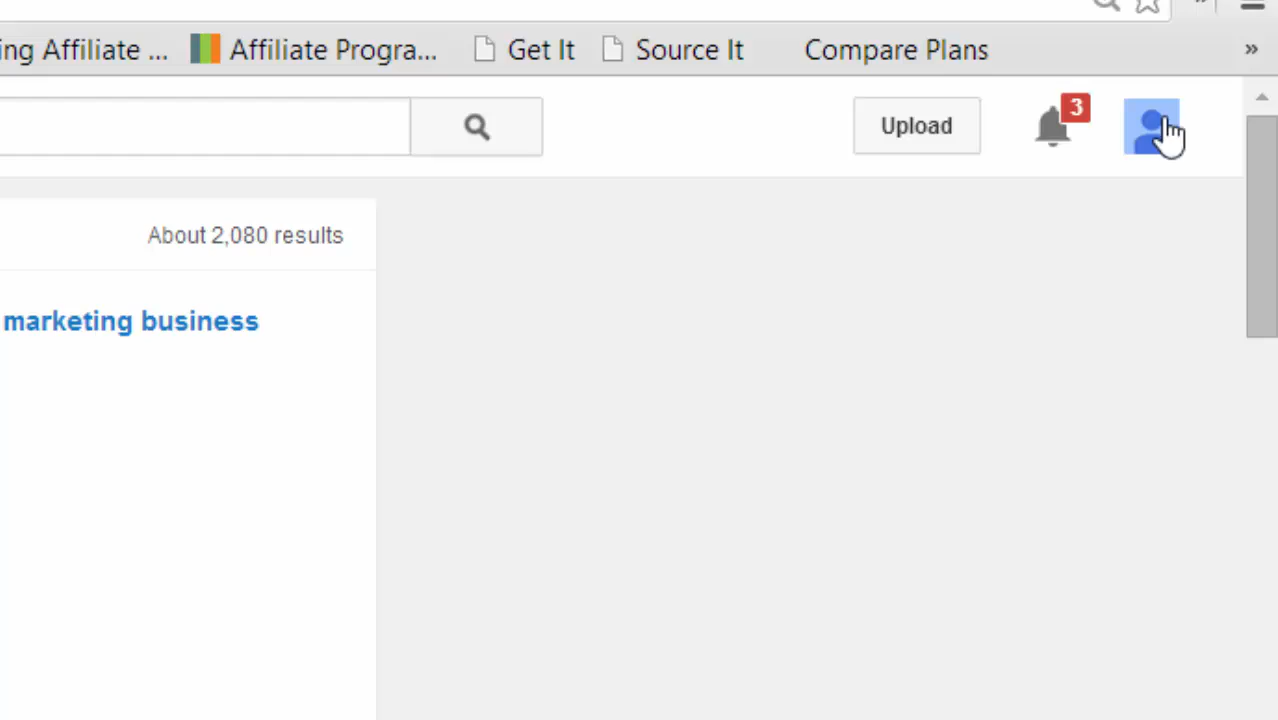 ing Affiliate ... Affiliate Progra... Get It Source It Compare Plans »
Upload 3
About 2,080 results
marketing business